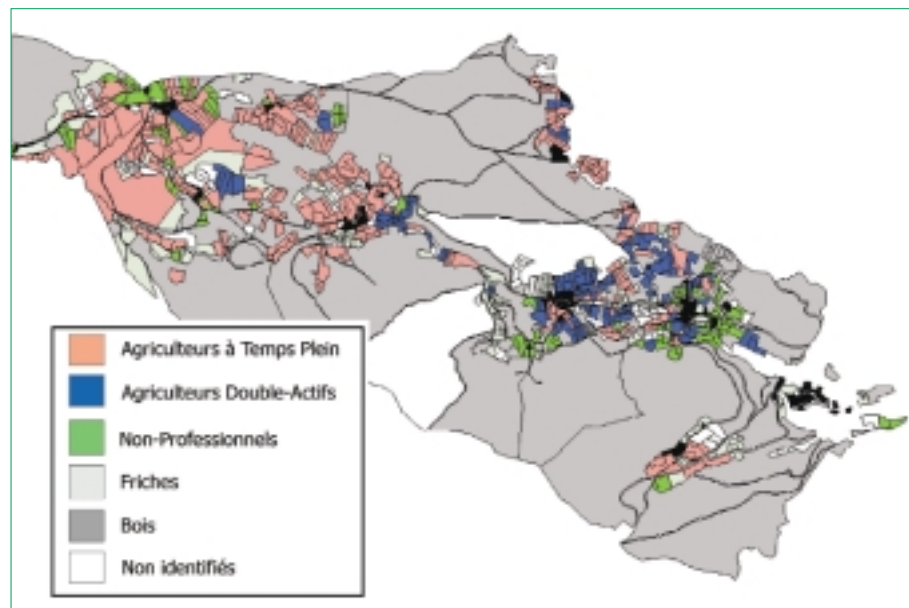 Agriculteurs à Temps Plein
Agriculteurs Double-Actifs
Non-Professionnels
Friches
Bois
Non identifiés